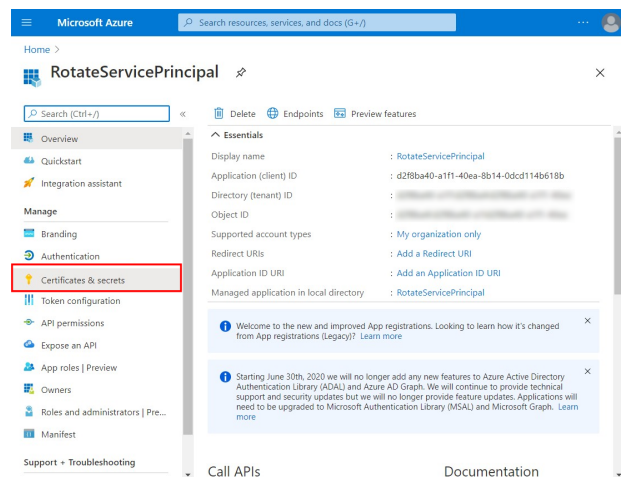 Microsoft Azure
Search resources, services, and docs (G+/)
Home >
RotateServicePrincipal
Search (Ctrl+/)
Overview
Quickstart
Integration assistant
Manage
Branding
Authentication
Certificates & secrets
Token configuration
API permissions
Expose an API
App roles | Preview
Owners
Roles and administrators | Pre...
Manifest
Support + Troubleshooting
Delete
Endpoints
Preview features
Essentials
Display name : RotateServicePrincipal
Application (client) ID : d2f8ba40-a1f1-40ea-8b14-0dcd114b618b
Directory (tenant) ID :
Object ID :
Supported account types : My organization only
Redirect URIs : Add a Redirect URI
Application ID URI : Add an Application ID URI
Managed application in local directory : RotateServicePrincipal
Welcome to the new and improved App registrations. Looking to learn how it's changed
from App registrations (Legacy)? Learn more
Starting June 30th, 2020 we will no longer add any new features to Azure Active Directory
Authentication Library (ADAL) and Azure AD Graph. We will continue to provide technical
support and security updates but we will no longer provide feature updates. Applications will
need to be upgraded to Microsoft Authentication Library (MSAL) and Microsoft Graph. Learn
more
Call APIs
Documentation